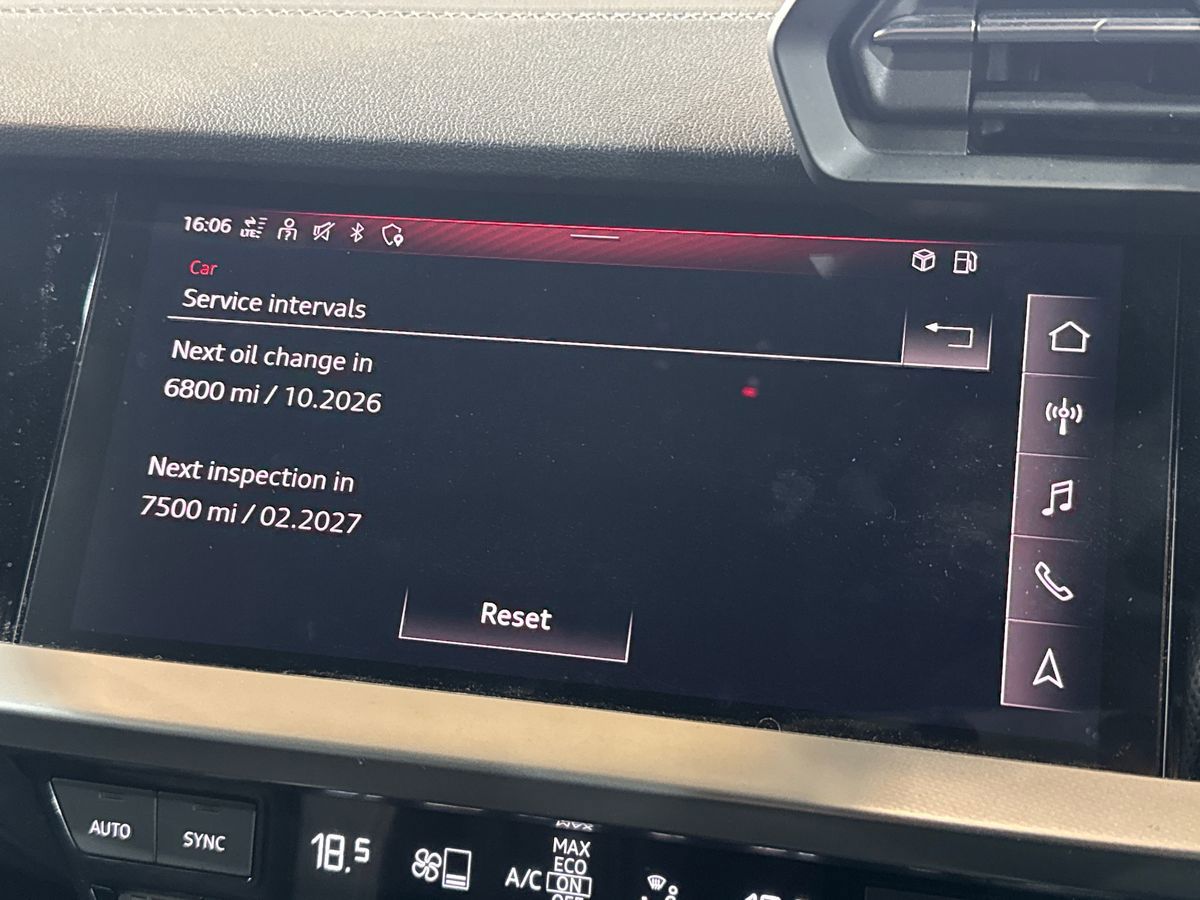 16:06 LTE
Car
Service intervals
Next oil change in
6800 mi / 10.2026
Next inspection in
7500 mi / 02.2027
Reset
AUTO
SYNC
18.5
MAX
ECO
A/C ON